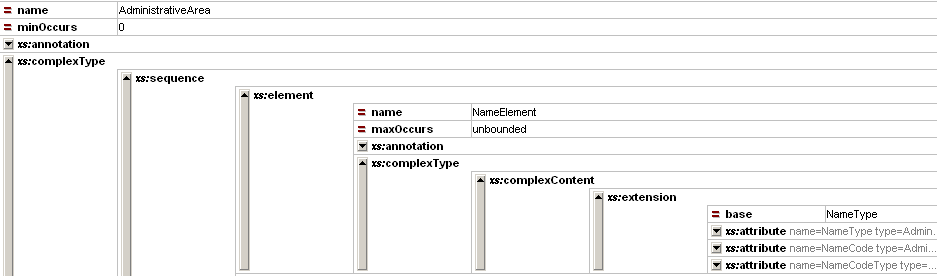 name AdministrativeArea
minOccurs 0
xs:annotation
xs:complexType
xs:sequence
xs:element
name NameElement
maxOccurs unbounded
xs:annotation
xs:complexType
xs:complexContent
xs:extension
base NameType
xs:attribute name=NameType type=Admin...
xs:attribute name=NameCode type=Admi...
xs:attribute name=NameCodeType type=...